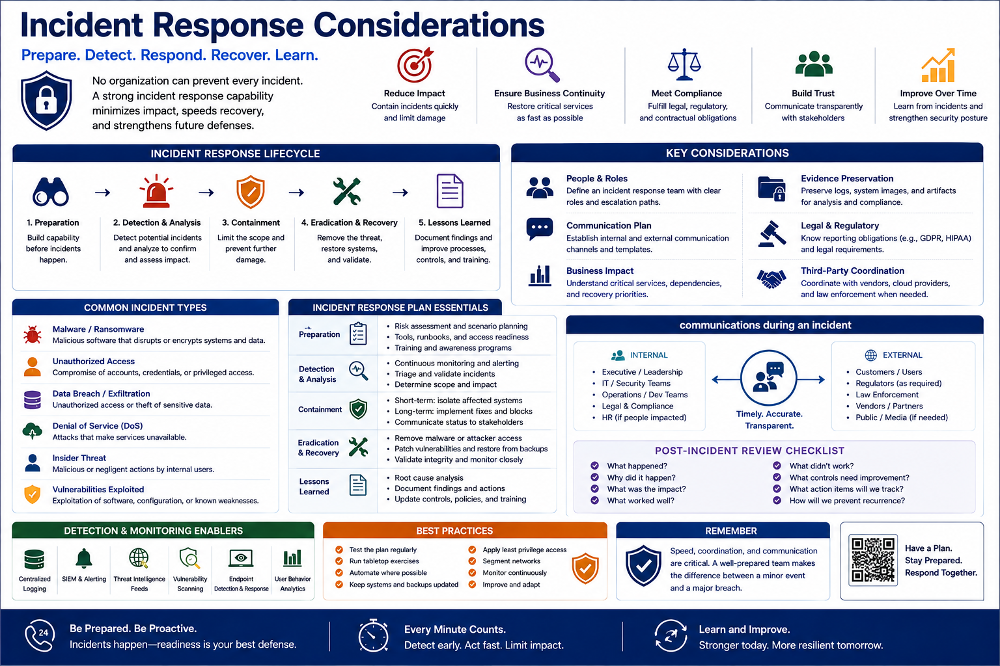 Incident Response Considerations
Prepare. Detect. Respond. Recover. Learn.
No organization can prevent every incident.
A strong incident response capability
minimizes impact, speeds recovery,
and strengthens future defenses.
Reduce Impact
Contain incidents quickly
and limit damage
Ensure Business Continuity
Restore critical services
as fast as possible
Meet Compliance
Fulfill legal, regulatory,
and contractual obligations
Build Trust
Communicate transparently
with stakeholders
Improve Over Time
Learn from incidents and
strengthen security posture
INCIDENT RESPONSE LIFECYCLE
1. Preparation
Build capability
before incidents
happen.
2. Detection & Analysis
Detect potential incidents
and analyze to confirm
and assess impact.
3. Containment
Limit the scope and
prevent further
damage.
4. Eradication & Recovery
Remove the threat,
restore systems,
and validate.
5. Lessons Learned
Document findings and
improve processes,
controls, and training.
KEY CONSIDERATIONS
People & Roles
Define an incident response team with clear
roles and escalation paths.
Communication Plan
Establish internal and external communication
channels and templates.
Business Impact
Understand critical services, dependencies,
and recovery priorities.
Evidence Preservation
Preserve logs, system images, and artifacts
for analysis and compliance.
Legal & Regulatory
Know reporting obligations (e.g., GDPR, HIPAA)
and legal requirements.
Third-Party Coordination
Coordinate with vendors, cloud providers,
and law enforcement when needed.
COMMON INCIDENT TYPES
Malware / Ransomware
Malicious software that disrupts or encrypts systems and data.
Unauthorized Access
Compromise of accounts, credentials, or privileged access.
Data Breach / Exfiltration
Unauthorized access or theft of sensitive data.
Denial of Service (DoS)
Attacks that make services unavailable.
Insider Threat
Malicious or negligent actions by internal users.
Vulnerabilities Exploited
Exploitation of software, configuration, or known weaknesses.
INCIDENT RESPONSE PLAN ESSENTIALS
Preparation
• Risk assessment and scenario planning
• Tools, runbooks, and access readiness
• Training and awareness programs
Detection
& Analysis
• Continuous monitoring and alerting
• Triage and validate incidents
• Determine scope and impact
Containment
• Short-term: isolate affected systems
• Long-term: implement fixes and blocks
• Communicate status to stakeholders
Eradication
& Recovery
• Remove malware or attacker access
• Patch vulnerabilities and restore from backups
• Validate integrity and monitor closely
Lessons
Learned
• Root cause analysis
• Document findings and actions
• Update controls, policies, and training
communications during an incident
INTERNAL
• Executive / Leadership
• IT / Security Teams
• Operations / Dev Teams
• Legal & Compliance
• HR (if people impacted)
Timely. Accurate.
Transparent.
EXTERNAL
• Customers / Users
• Regulators (as required)
• Law Enforcement
• Vendors / Partners
• Public / Media (if needed)
POST-INCIDENT REVIEW CHECKLIST
What happened?
Why did it happen?
What was the impact?
What worked well?
What didn't work?
What controls need improvement?
What action items will we track?
How will we prevent recurrence?
DETECTION & MONITORING ENABLERS
Centralized
Logging
SIEM & Alerting
Threat Intelligence
Feeds
Vulnerability
Scanning
Endpoint
Detection & Response
User Behavior
Analytics
BEST PRACTICES
Test the plan regularly
Run tabletop exercises
Automate where possible
Keep systems and backups updated
Apply least privilege access
Segment networks
Monitor continuously
Improve and adapt
REMEMBER
Speed, coordination, and communication
are critical. A well-prepared team makes
the difference between a minor event
and a major breach.
Have a Plan.
Stay Prepared.
Respond Together.
24
Be Prepared. Be Proactive.
Incidents happen—readiness is your best defense.
Every Minute Counts.
Detect early. Act fast. Limit impact.
Learn and Improve.
Stronger today. More resilient tomorrow.